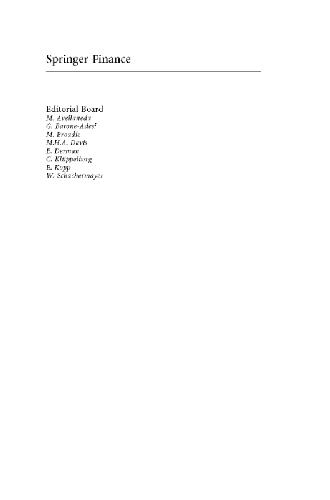 Springer Finance
Editorial Board
M. Avellaneda
G. Barone-Adesi
M. Broadie
M.H.A. Davis
E. Derman
C. Klüppelberg
E. Kopp
W. Schachermayer